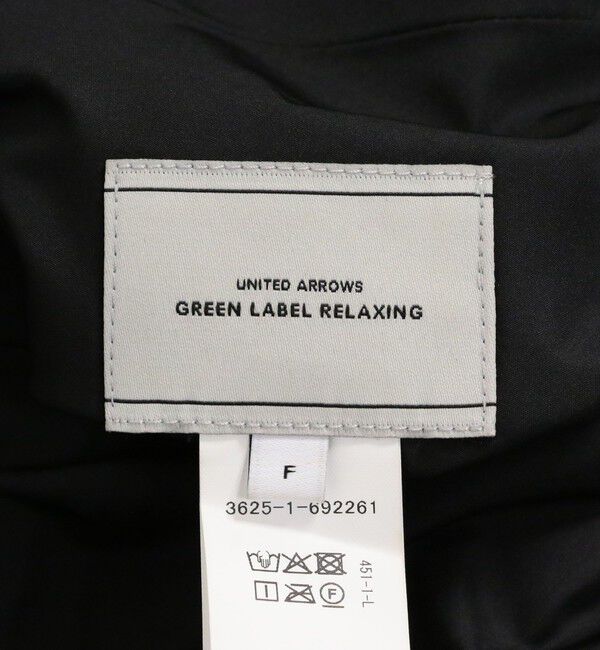 UNITED ARROWS
GREEN LABEL RELAXING
F
3625-1-692261
451-1-L
F